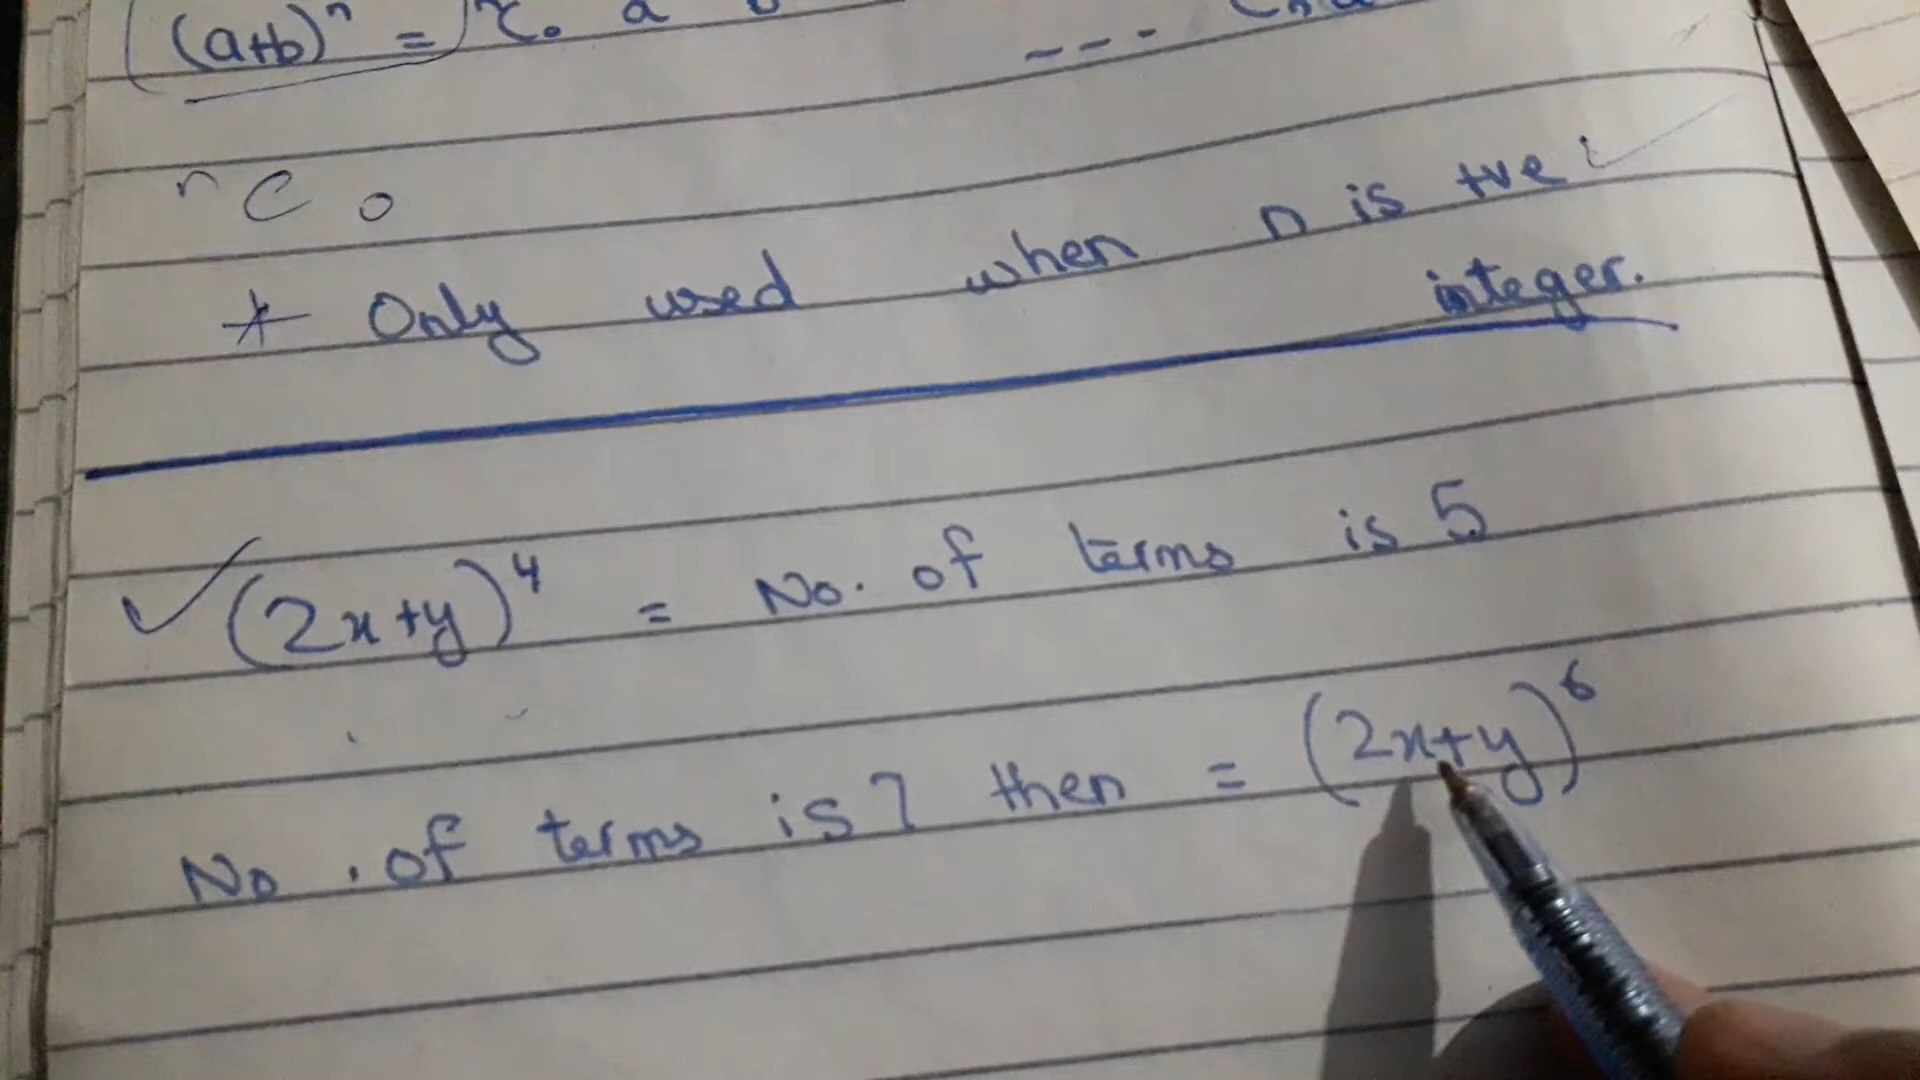 (a+b)ⁿ = ⁿC₀ a
- - -
ⁿC₀
* Only used when n is +ve
integer.
(2x+y)⁴ = No. of terms is 5
No. of terms is 7 then = (2x+y)⁶